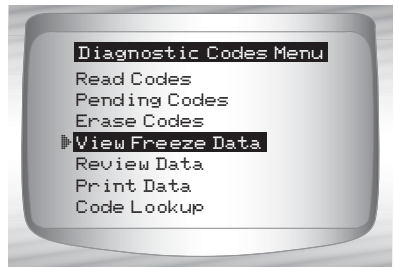 Diagnostic Codes Menu
Read Codes
Pending Codes
Erase Codes
View Freeze Data
Review Data
Print Data
Code Lookup